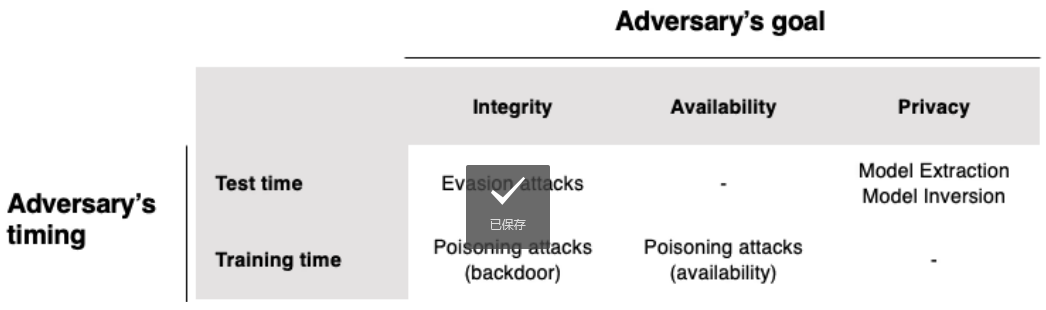 Adversary's goal
Integrity Availability Privacy
Adversary's timing
Test time Evasion attacks - Model Extraction
Model Inversion
已保存
Training time Poisoning attacks (backdoor) Poisoning attacks (availability) -